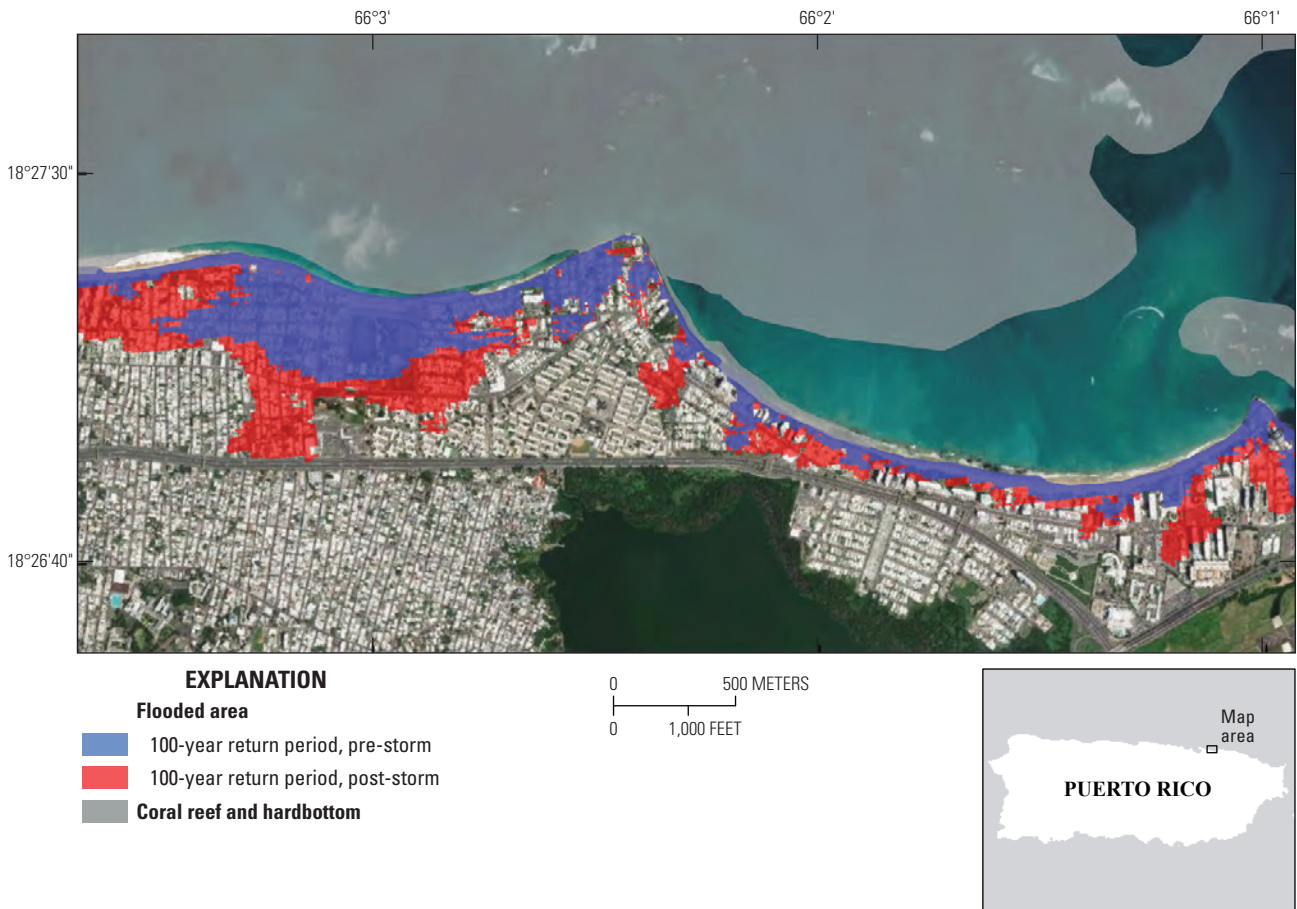 66°3' 66°2' 66°1'
18°27'30"
18°26'40"
EXPLANATION
Flooded area
100-year return period, pre-storm
100-year return period, post-storm
Coral reef and hardbottom
0 500 METERS
0 1,000 FEET
Map
area
PUERTO RICO